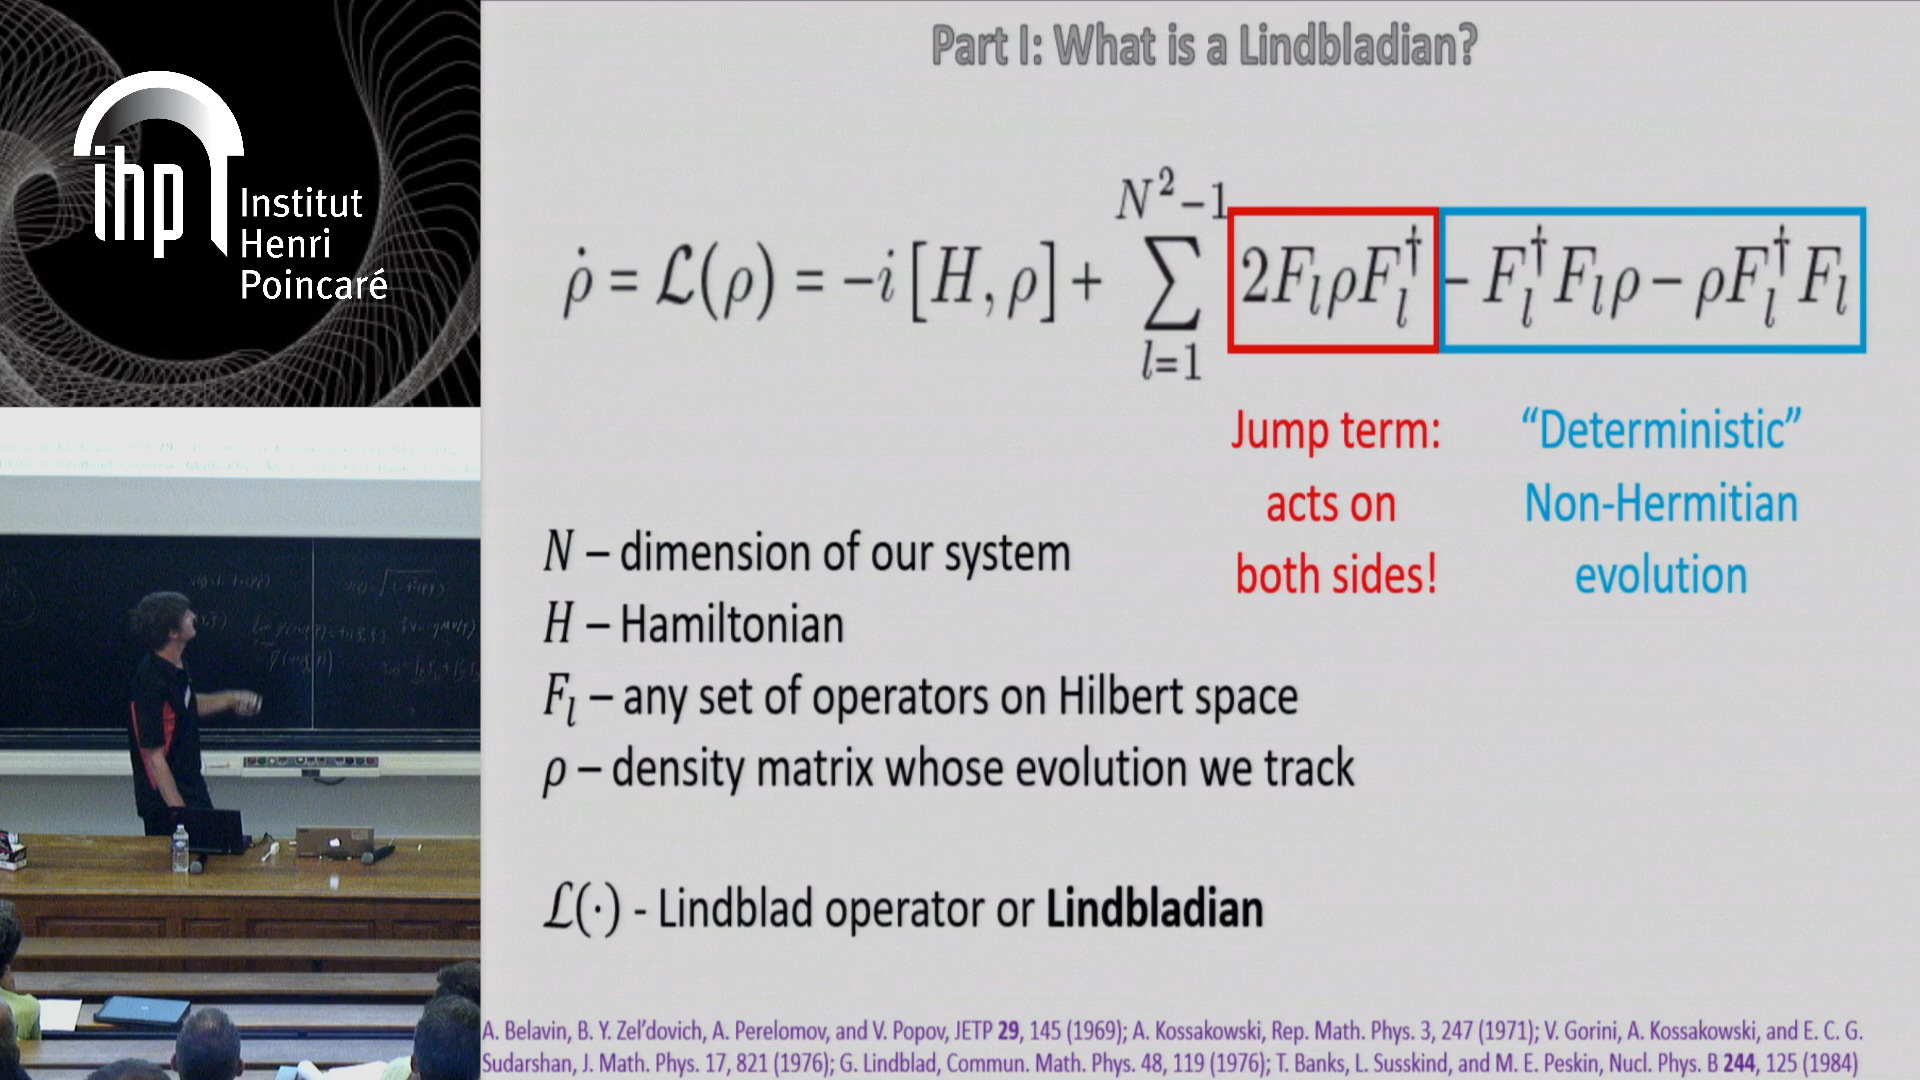 ihp Institut
Henri
Poincaré
Part I: What is a Lindbladian?
ρ̇ = ℒ(ρ) = −i [H, ρ] + ∑_{l=1}^{N²−1} 2F_l ρF_l^† − F_l^† F_l ρ − ρF_l^† F_l
Jump term:
acts on
both sides!
“Deterministic”
Non-Hermitian
evolution
N – dimension of our system
H – Hamiltonian
F_l – any set of operators on Hilbert space
ρ – density matrix whose evolution we track
ℒ(·) - Lindblad operator or Lindbladian
A. Belavin, B. Y. Zel’dovich, A. Perelomov, and V. Popov, JETP 29, 145 (1969); A. Kossakowski, Rep. Math. Phys. 3, 247 (1971); V. Gorini, A. Kossakowski, and E. C. G.
Sudarshan, J. Math. Phys. 17, 821 (1976); G. Lindblad, Commun. Math. Phys. 48, 119 (1976); T. Banks, L. Susskind, and M. E. Peskin, Nucl. Phys. B 244, 125 (1984)